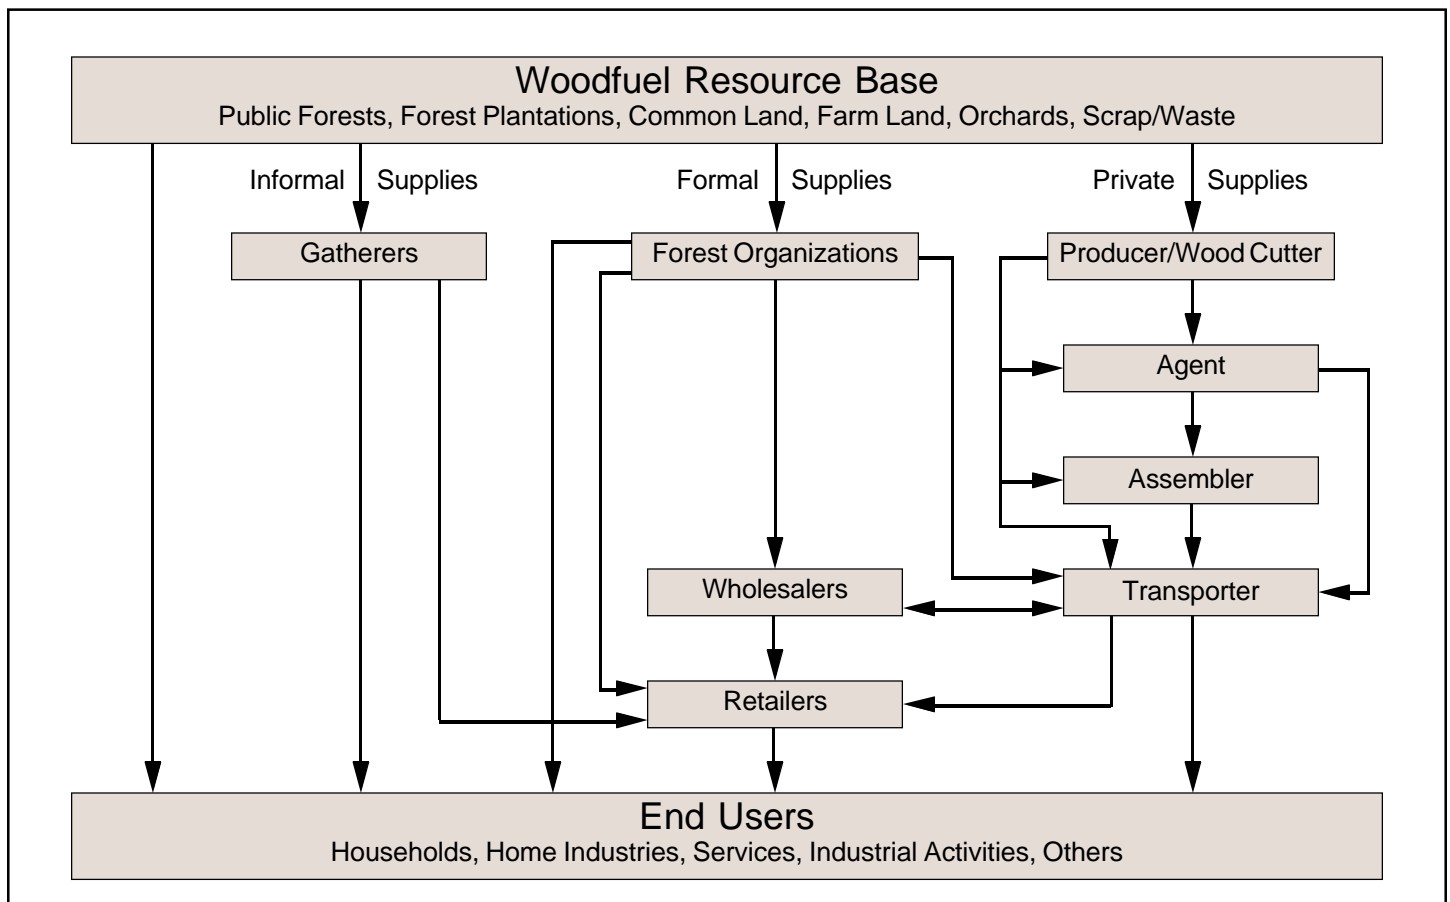 Woodfuel Resource Base
Public Forests, Forest Plantations, Common Land, Farm Land, Orchards, Scrap/Waste
Informal Supplies
Formal Supplies
Private Supplies
Gatherers
Forest Organizations
Producer/Wood Cutter
Agent
Assembler
Wholesalers
Transporter
Retailers
End Users
Households, Home Industries, Services, Industrial Activities, Others